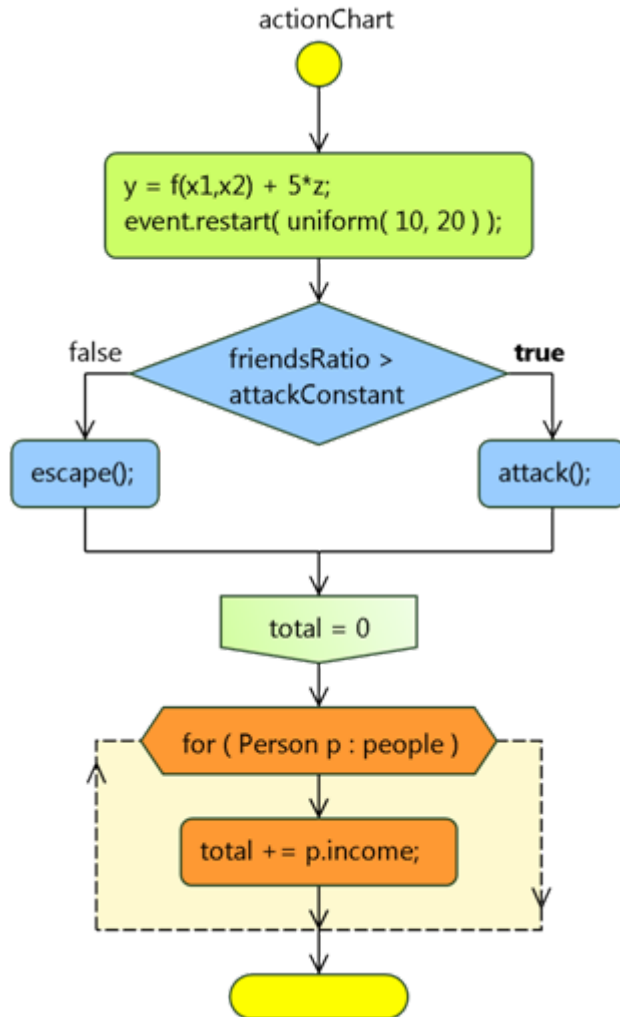 actionChart
y = f(x1,x2) + 5*z;
event.restart( uniform( 10, 20 ) );
false
true
friendsRatio >
attackConstant
escape();
attack();
total = 0
for ( Person p : people )
total += p.income;